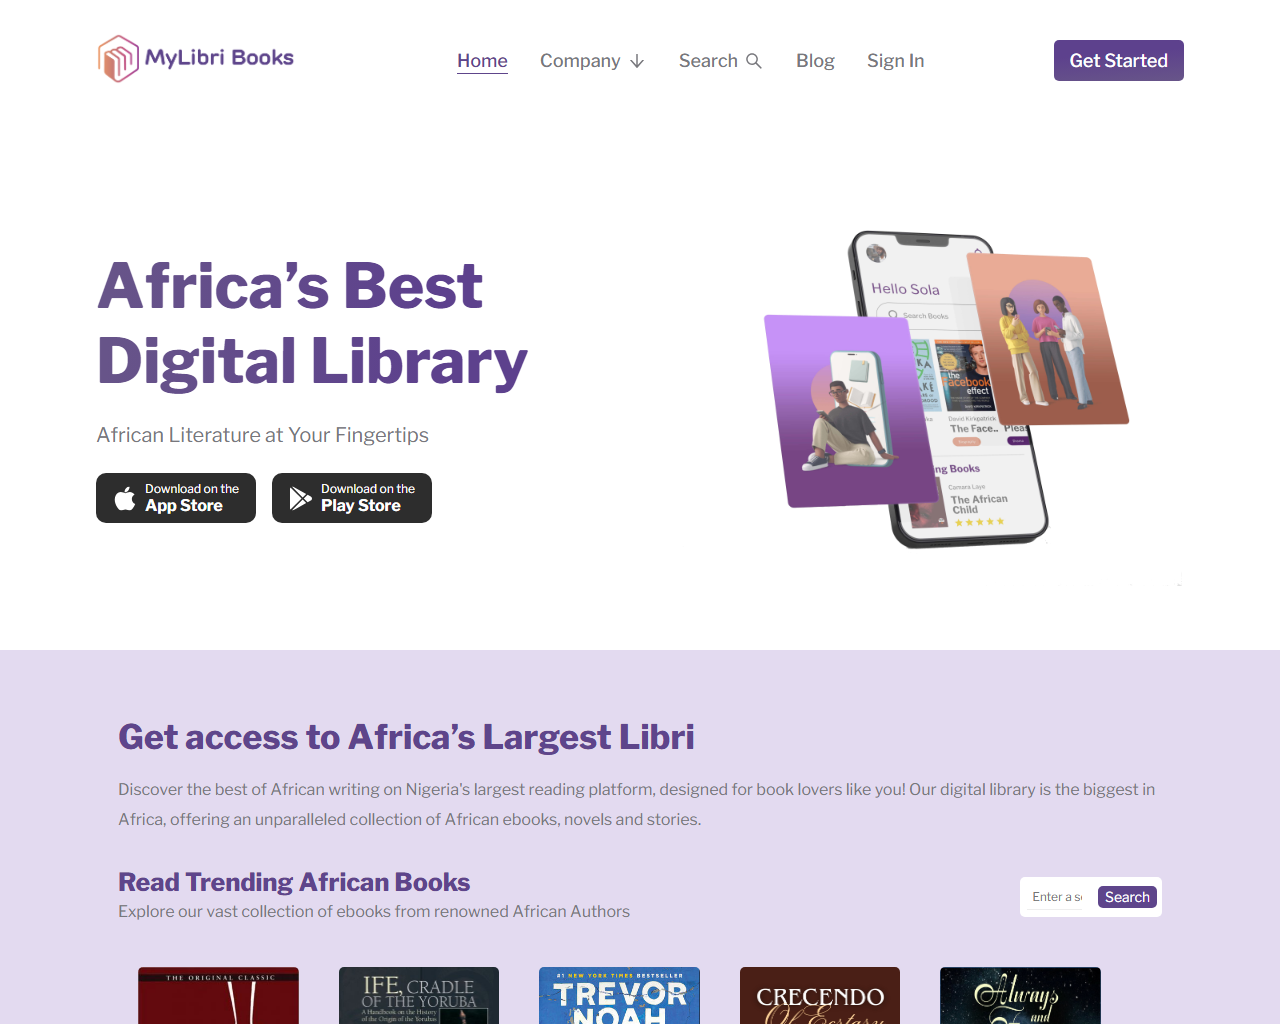 MyLibri Books
Home
Company
Search
Blog
Sign In
Get Started
Africa’s Best
Digital Library
African Literature at Your Fingertips
Download on the
App Store
Download on the
Play Store
Hello Sola
Search Books
the
facebook
effect
David Kirkpatrick
The Face.. Pleas
ng Books
Camara Laye
The African
Child
Get access to Africa’s Largest Libri
Discover the best of African writing on Nigeria's largest reading platform, designed for book lovers like you! Our digital library is the biggest in
Africa, offering an unparalleled collection of African ebooks, novels and stories.
Read Trending African Books
Explore our vast collection of ebooks from renowned African Authors
Enter a se
Search
THE ORIGINAL CLASSIC
IFE, CRADLE
OF THE YORUBA
A Handbook on the History
of the Origin of the Yorubas
#1 NEW YORK TIMES BESTSELLER
TREVOR
NOAH
CRECENDO
Of Ecstasy
Always
and